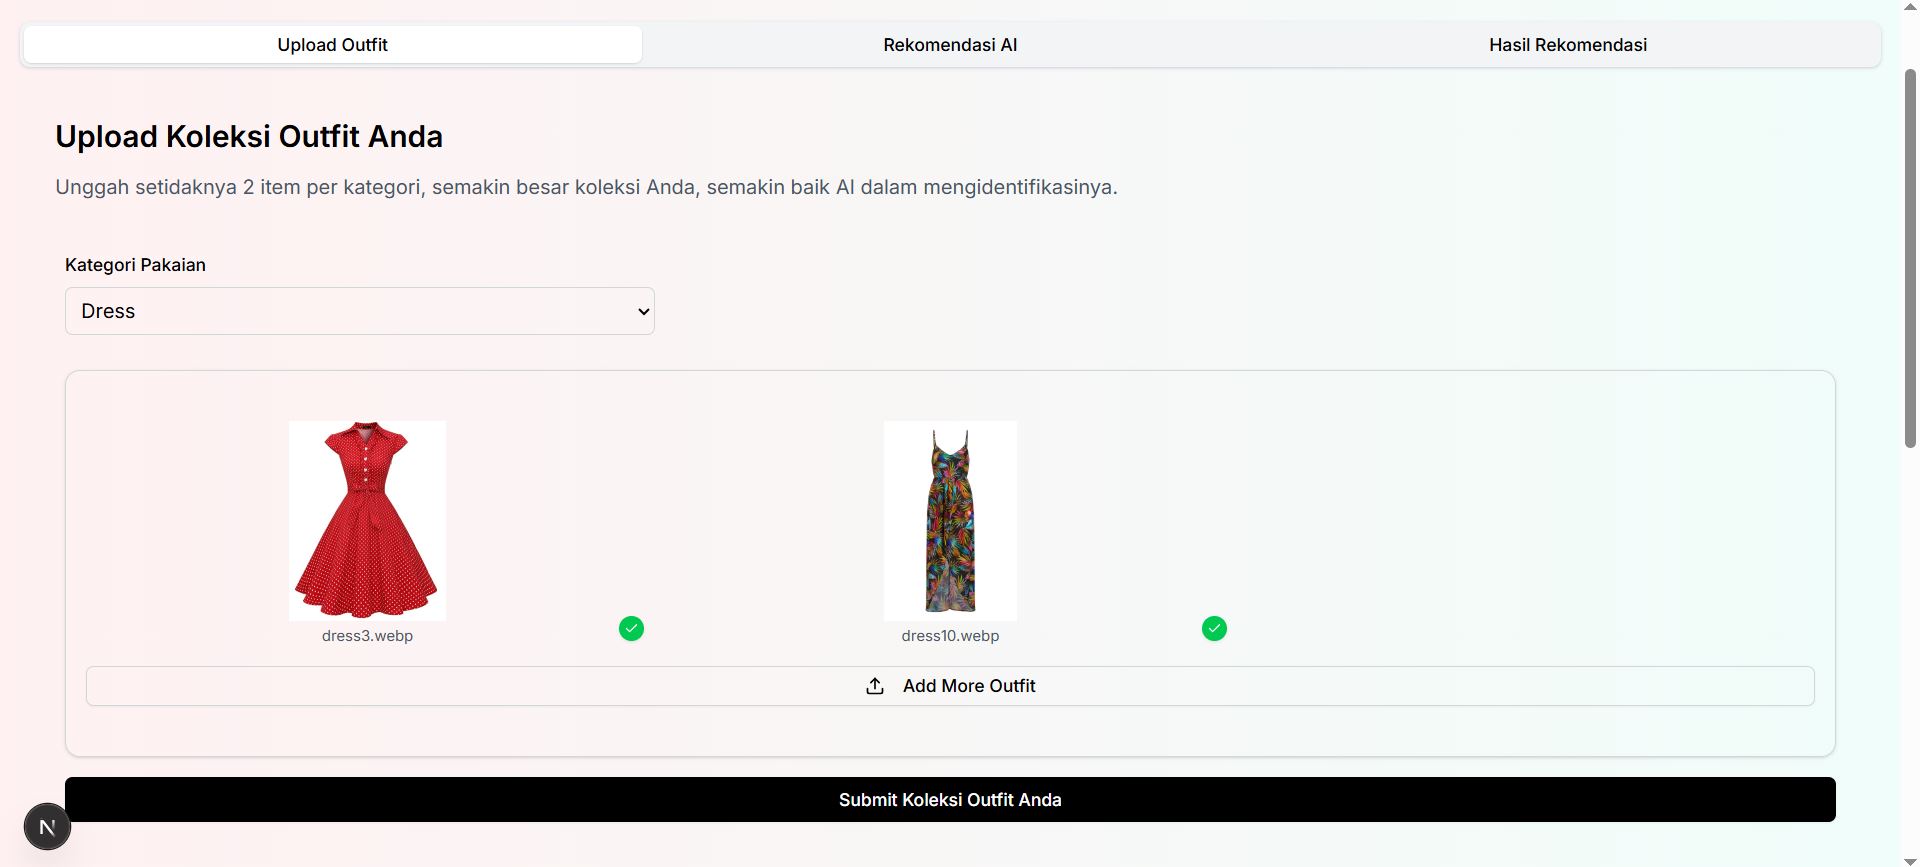 Upload Outfit
Rekomendasi AI
Hasil Rekomendasi
Upload Koleksi Outfit Anda
Unggah setidaknya 2 item per kategori, semakin besar koleksi Anda, semakin baik AI dalam mengidentifikasinya.
Kategori Pakaian
Dress
dress3.webp
dress10.webp
Add More Outfit
Submit Koleksi Outfit Anda
N